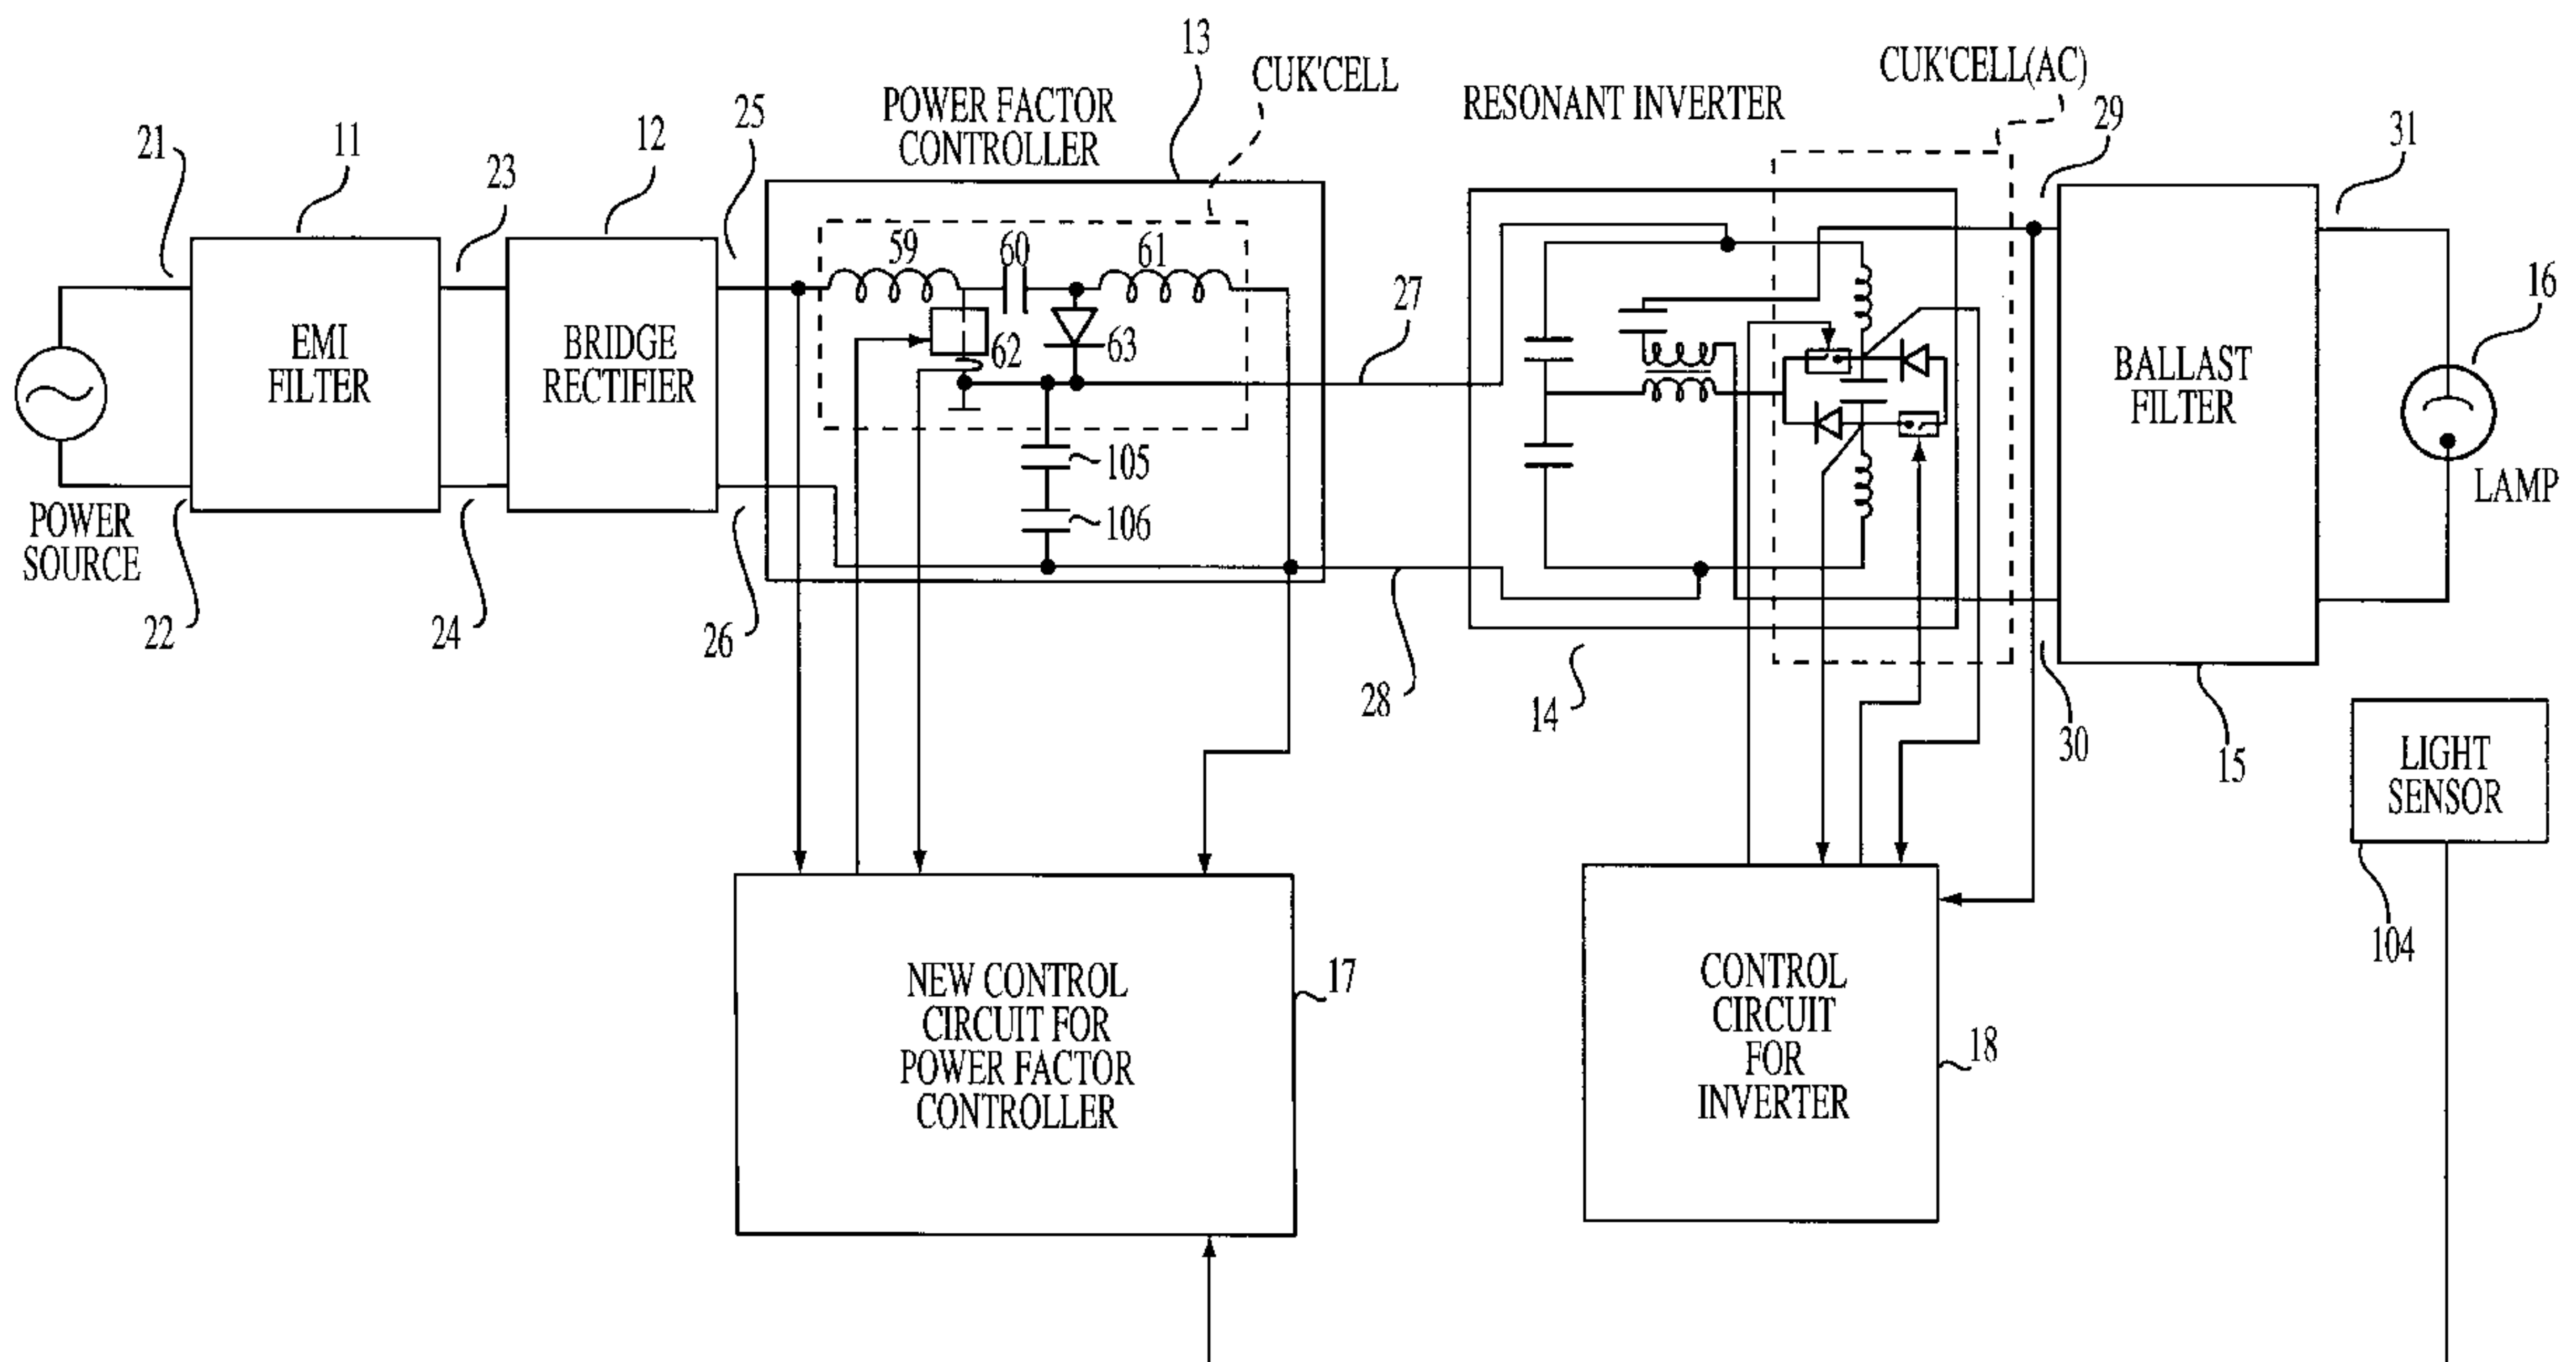 13
CUK'CELL
CUK'CELL(AC)
POWER FACTOR
CONTROLLER
RESONANT INVERTER
21
11
23
12
25
29
31
59
60
61
62
63
27
16
EMI
FILTER
BRIDGE
RECTIFIER
BALLAST
FILTER
LAMP
POWER
SOURCE
105
106
22
24
26
28
14
30
15
LIGHT
SENSOR
104
NEW CONTROL
CIRCUIT FOR
POWER FACTOR
CONTROLLER
17
CONTROL
CIRCUIT
FOR
INVERTER
18